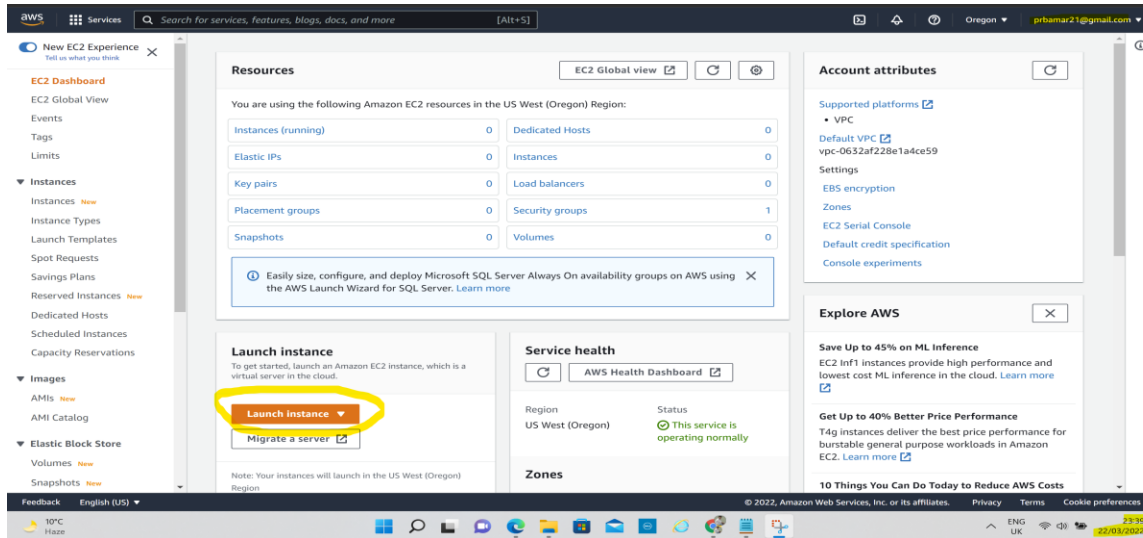 aws
Services
Search for services, features, blogs, docs, and more
[Alt+S]
Oregon ▼
prbamar21@gmail.com ▼
New EC2 Experience
Tell us what you think
EC2 Dashboard
EC2 Global View
Events
Tags
Limits
▼ Instances
Instances New
Instance Types
Launch Templates
Spot Requests
Savings Plans
Reserved Instances New
Dedicated Hosts
Scheduled Instances
Capacity Reservations
▼ Images
AMIs New
AMI Catalog
▼ Elastic Block Store
Volumes New
Snapshots New
Resources
EC2 Global view
You are using the following Amazon EC2 resources in the US West (Oregon) Region:
Instances (running) 0
Dedicated Hosts 0
Elastic IPs 0
Instances 0
Key pairs 0
Load balancers 0
Placement groups 0
Security groups 1
Snapshots 0
Volumes 0
Easily size, configure, and deploy Microsoft SQL Server Always On availability groups on AWS using
the AWS Launch Wizard for SQL Server. Learn more
Launch instance
To get started, launch an Amazon EC2 instance, which is a
virtual server in the cloud.
Launch instance ▼
Migrate a server
Note: Your instances will launch in the US West (Oregon)
Region
Service health
AWS Health Dashboard
Region
Status
US West (Oregon)
This service is
operating normally
Zones
Account attributes
Supported platforms
• VPC
Default VPC
vpc-0632af228e1a4ce59
Settings
EBS encryption
Zones
EC2 Serial Console
Default credit specification
Console experiments
Explore AWS
Save Up to 45% on ML Inference
EC2 Inf1 instances provide high performance and
lowest cost ML inference in the cloud. Learn more
Get Up to 40% Better Price Performance
T4g instances deliver the best price performance for
burstable general purpose workloads in Amazon
EC2. Learn more
10 Things You Can Do Today to Reduce AWS Costs
Feedback
English (US) ▼
© 2022, Amazon Web Services, Inc. or its affiliates.
Privacy
Terms
Cookie preferences
10°C
Haze
ENG
UK
23:39
22/03/2022